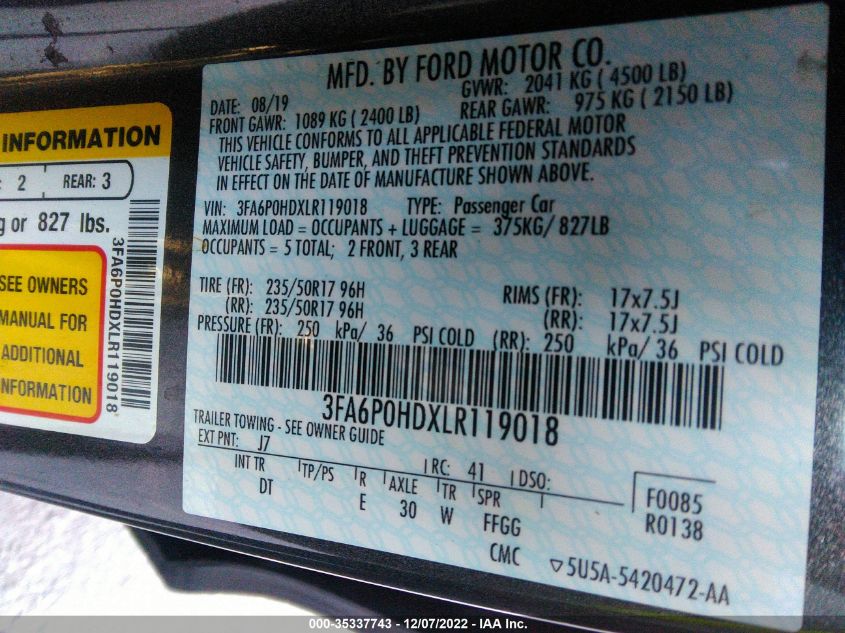 INFORMATION
: 2 REAR: 3
g or 827 lbs.
SEE OWNERS
MANUAL FOR
ADDITIONAL
INFORMATION
3FA6P0HDXLR119018
MFD. BY FORD MOTOR CO.
DATE: 08/19 GVWR: 2041 KG ( 4500 LB)
FRONT GAWR: 1089 KG ( 2400 LB) REAR GAWR: 975 KG ( 2150 LB)
THIS VEHICLE CONFORMS TO ALL APPLICABLE FEDERAL MOTOR
VEHICLE SAFETY, BUMPER, AND THEFT PREVENTION STANDARDS
IN EFFECT ON THE DATE OF MANUFACTURE SHOWN ABOVE.
VIN: 3FA6P0HDXLR119018 TYPE: Passenger Car
MAXIMUM LOAD = OCCUPANTS + LUGGAGE = 375KG/ 827LB
OCCUPANTS = 5 TOTAL; 2 FRONT, 3 REAR
TIRE (FR): 235/50R17 96H RIMS (FR): 17x7.5J
(RR): 235/50R17 96H (RR): 17x7.5J
PRESSURE (FR): 250 kPa/ 36 PSI COLD (RR): 250 kPa/ 36 PSI COLD
3FA6P0HDXLR119018
TRAILER TOWING - SEE OWNER GUIDE
EXT PNT: J7 RC: 41 DSO:
INT TR TP/PS R AXLE TR SPR
DT E 30 W FFGG
CMC
F0085
R0138
▽5U5A-5420472-AA
000-35337743 - 12/07/2022 - IAA Inc.